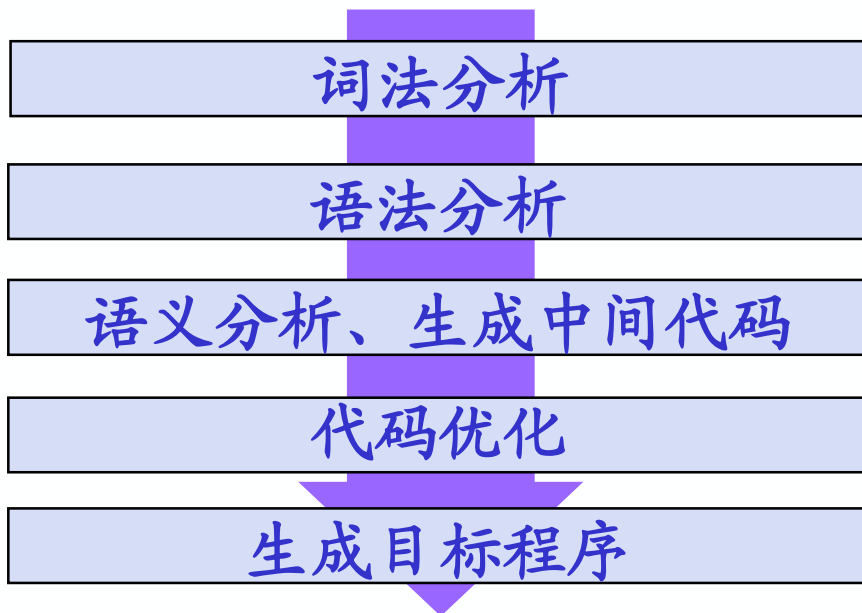 词法分析
语法分析
语义分析、生成中间代码
代码优化
生成目标程序